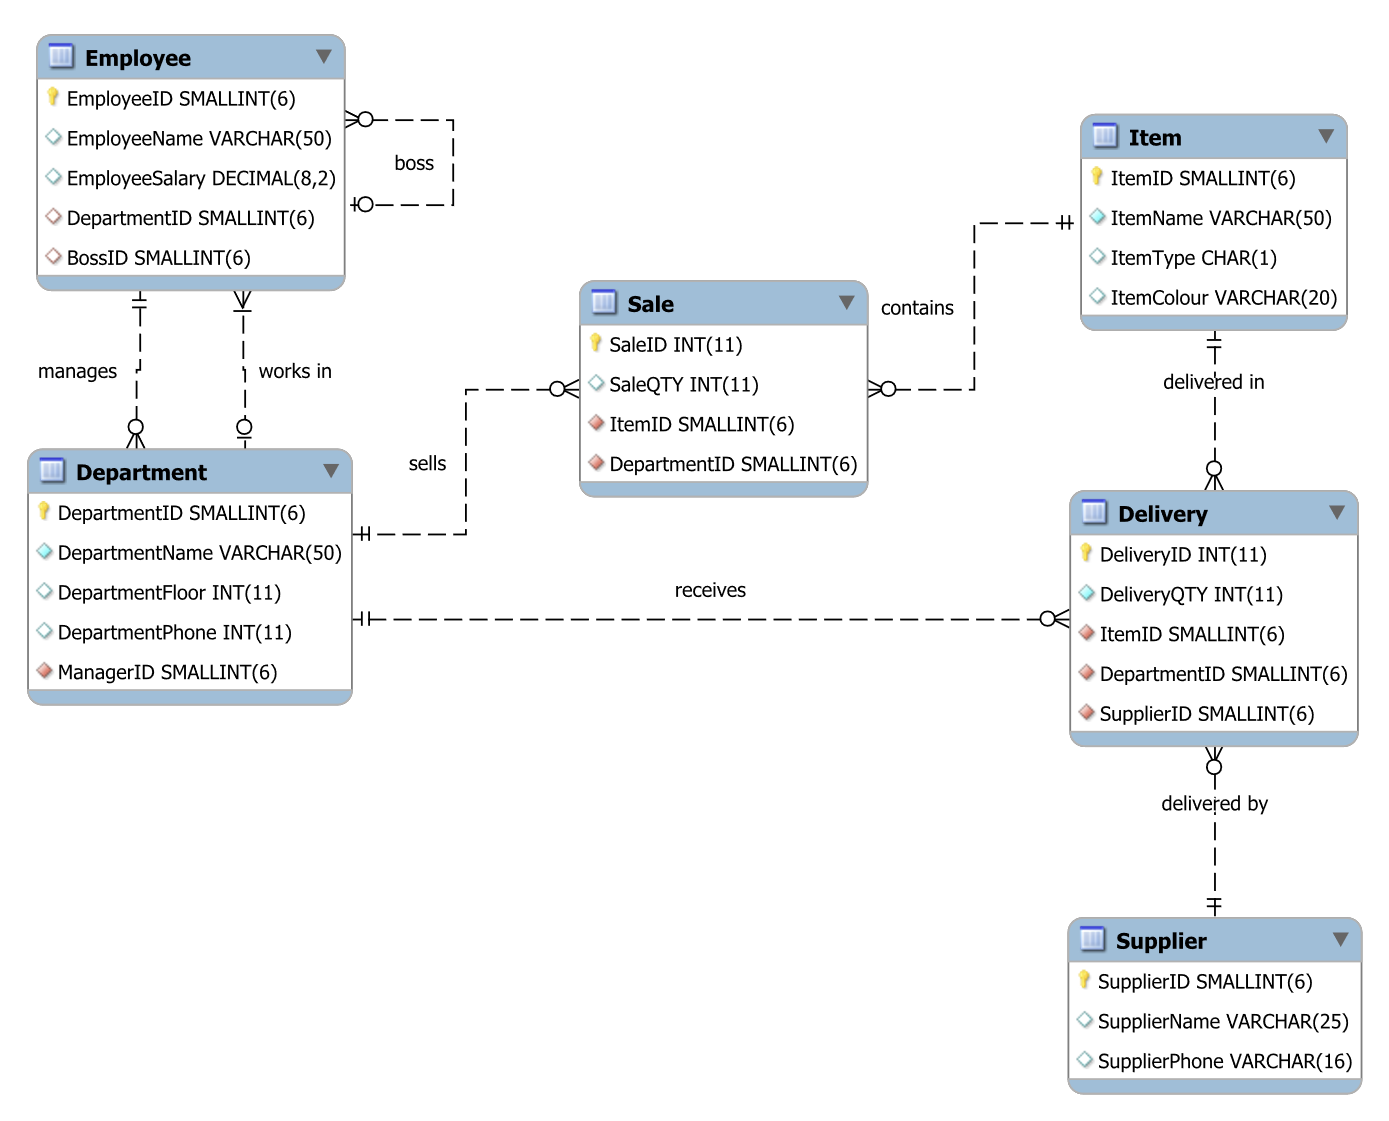 Employee
EmployeeID SMALLINT(6)
EmployeeName VARCHAR(50)
EmployeeSalary DECIMAL(8,2)
DepartmentID SMALLINT(6)
BossID SMALLINT(6)
boss
manages
works in
Department
DepartmentID SMALLINT(6)
DepartmentName VARCHAR(50)
DepartmentFloor INT(11)
DepartmentPhone INT(11)
ManagerID SMALLINT(6)
sells
receives
Sale
SaleID INT(11)
SaleQTY INT(11)
ItemID SMALLINT(6)
DepartmentID SMALLINT(6)
contains
Item
ItemID SMALLINT(6)
ItemName VARCHAR(50)
ItemType CHAR(1)
ItemColour VARCHAR(20)
delivered in
Delivery
DeliveryID INT(11)
DeliveryQTY INT(11)
ItemID SMALLINT(6)
DepartmentID SMALLINT(6)
SupplierID SMALLINT(6)
delivered by
Supplier
SupplierID SMALLINT(6)
SupplierName VARCHAR(25)
SupplierPhone VARCHAR(16)